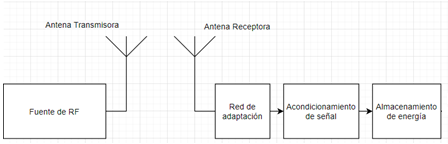 Antena Transmisora
Antena Receptora
Fuente de RF
Red de
adaptación
Acondicionamiento
de señal
Almacenamiento
de energía